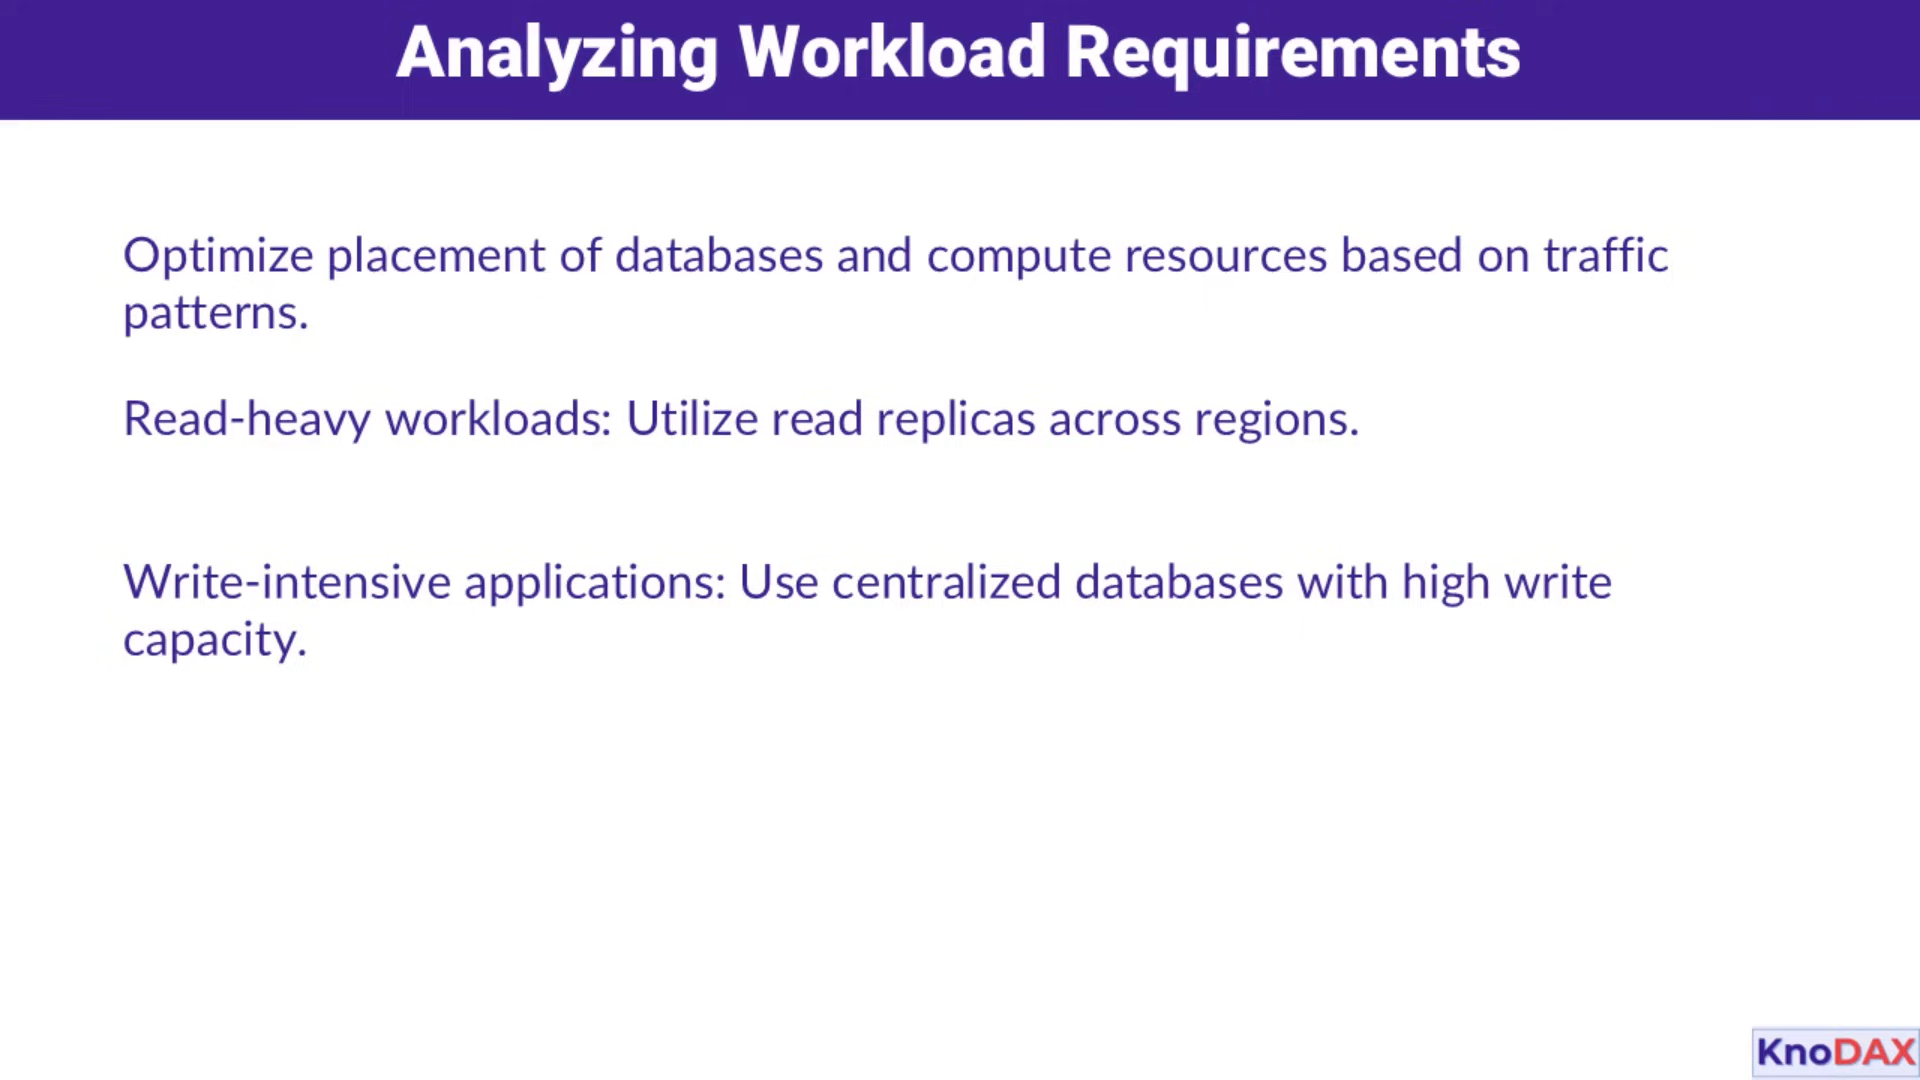 Analyzing Workload Requirements
Optimize placement of databases and compute resources based on traffic
patterns.
Read-heavy workloads: Utilize read replicas across regions.
Write-intensive applications: Use centralized databases with high write
capacity.
KnoDAX